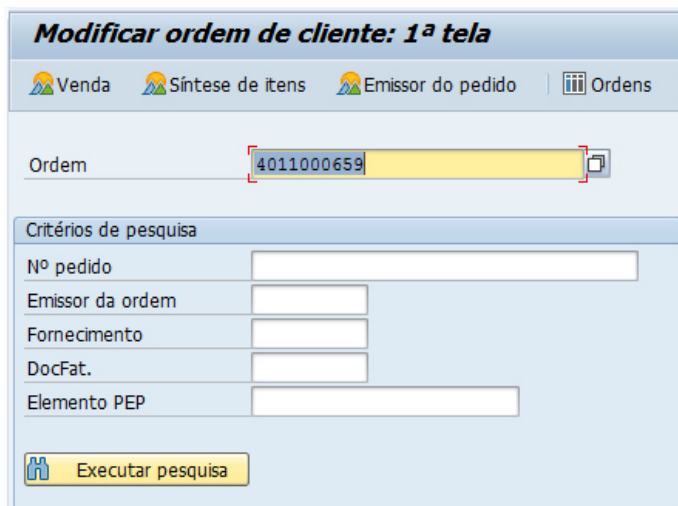 Modificar ordem de cliente: 1ª tela
Venda Síntese de itens Emissor do pedido Ordens
Ordem 4011000659
Critérios de pesquisa
Nº pedido
Emissor da ordem
Fornecimento
DocFat.
Elemento PEP
Executar pesquisa